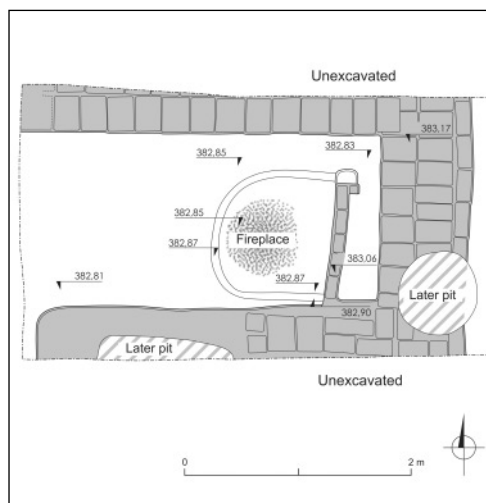 Unexcavated
383,17
382,85
382,83
382,85
Fireplace
382,87
383,06
382,81
382,87
Later pit
382,90
Later pit
Unexcavated
0
2 m